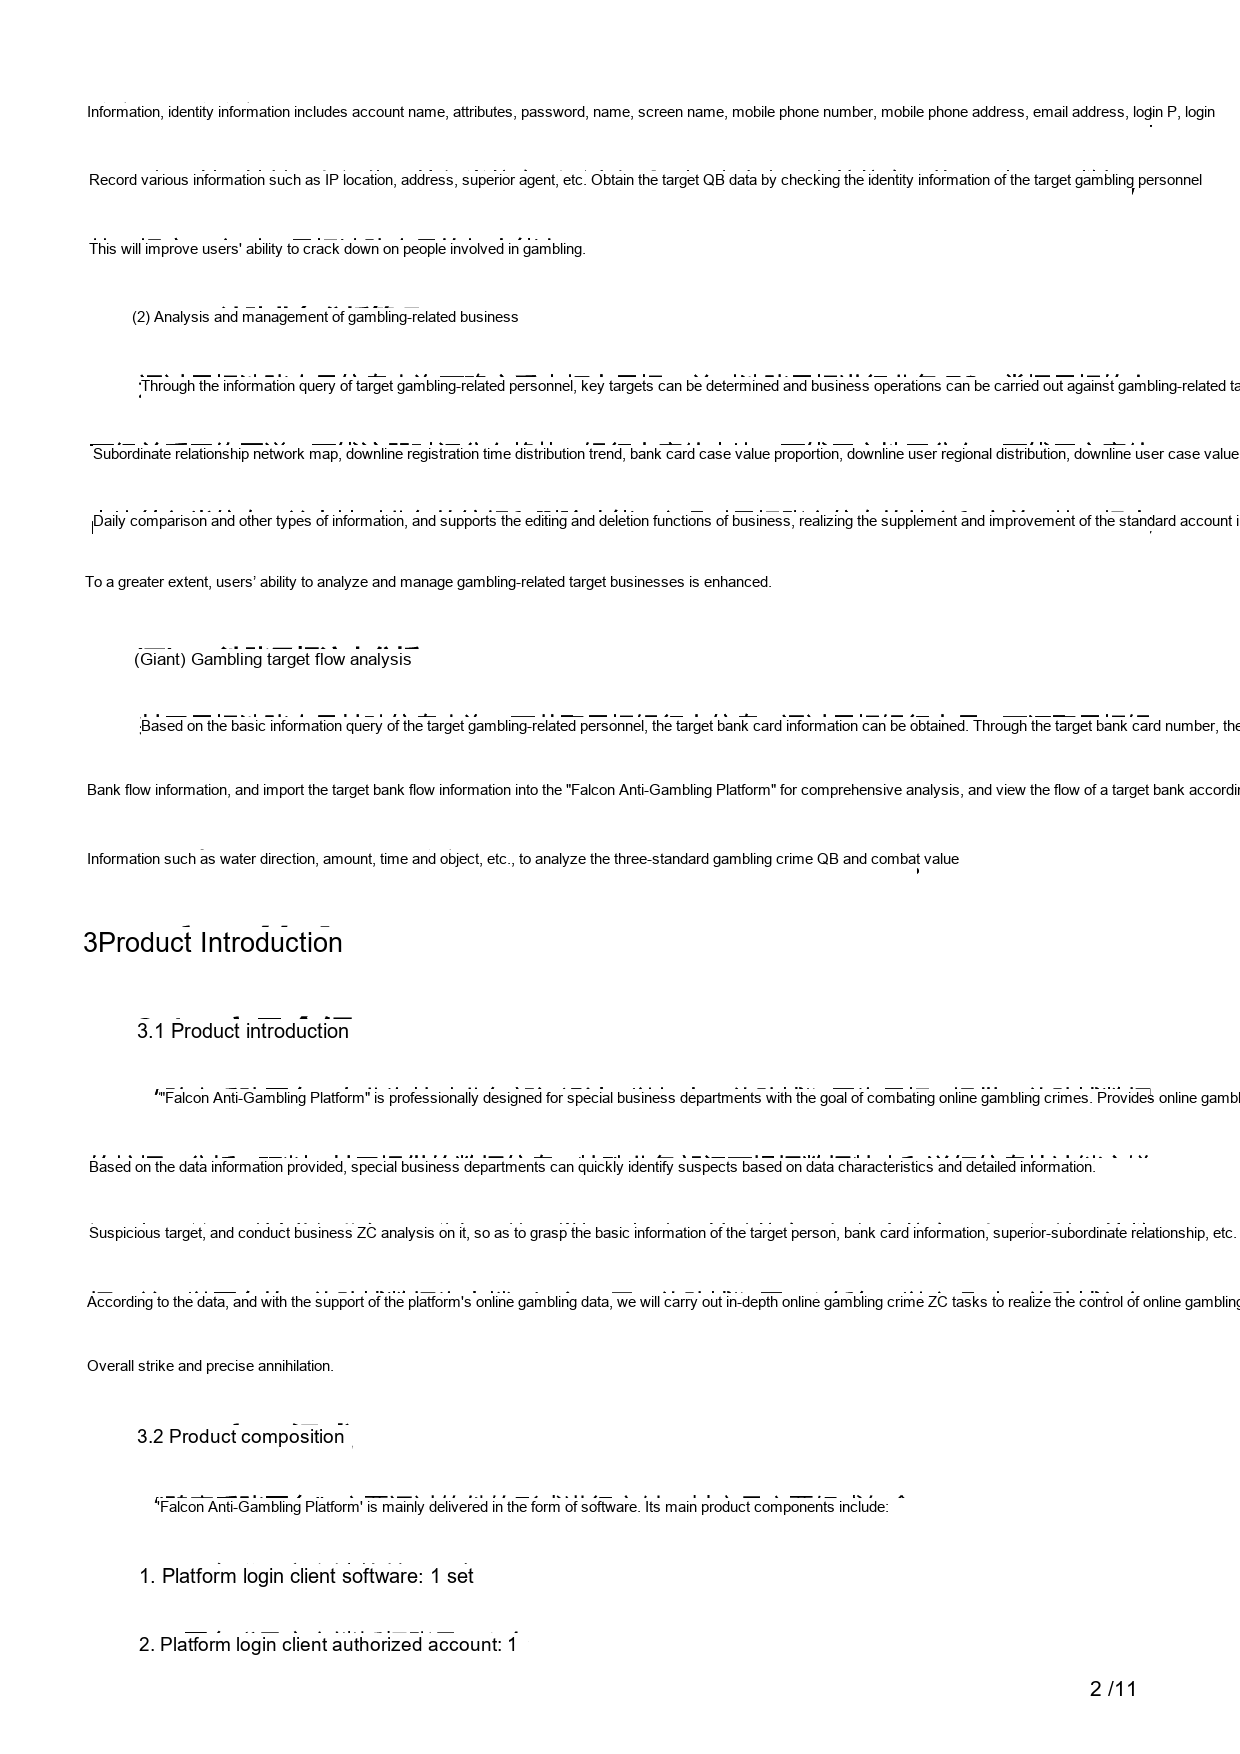 Information, identity information includes account name, attributes, password, name, screen name, mobile phone number, mobile phone address, email address, login P, login
Record various information such as IP location, address, superior agent, etc. Obtain the target QB data by checking the identity information of the target gambling personnel
This will improve users' ability to crack down on people involved in gambling.
(2) Analysis and management of gambling-related business
Through the information query of target gambling-related personnel, key targets can be determined and business operations can be carried out against gambling-related ta
Subordinate relationship network map, downline registration time distribution trend, bank card case value proportion, downline user regional distribution, downline user case value
Daily comparison and other types of information, and supports the editing and deletion functions of business, realizing the supplement and improvement of the standard account i
To a greater extent, users’ ability to analyze and manage gambling-related target businesses is enhanced.
(Giant) Gambling target flow analysis
Based on the basic information query of the target gambling-related personnel, the target bank card information can be obtained. Through the target bank card number, the
Bank flow information, and import the target bank flow information into the "Falcon Anti-Gambling Platform" for comprehensive analysis, and view the flow of a target bank accordin
Information such as water direction, amount, time and object, etc., to analyze the three-standard gambling crime QB and combat value
3Product Introduction
3.1 Product introduction
"Falcon Anti-Gambling Platform" is professionally designed for special business departments with the goal of combating online gambling crimes. Provides online gambl
Based on the data information provided, special business departments can quickly identify suspects based on data characteristics and detailed information.
Suspicious target, and conduct business ZC analysis on it, so as to grasp the basic information of the target person, bank card information, superior-subordinate relationship, etc.
According to the data, and with the support of the platform's online gambling data, we will carry out in-depth online gambling crime ZC tasks to realize the control of online gambling
Overall strike and precise annihilation.
3.2 Product composition
'Falcon Anti-Gambling Platform' is mainly delivered in the form of software. Its main product components include:
1. Platform login client software: 1 set
2. Platform login client authorized account: 1
2 /11